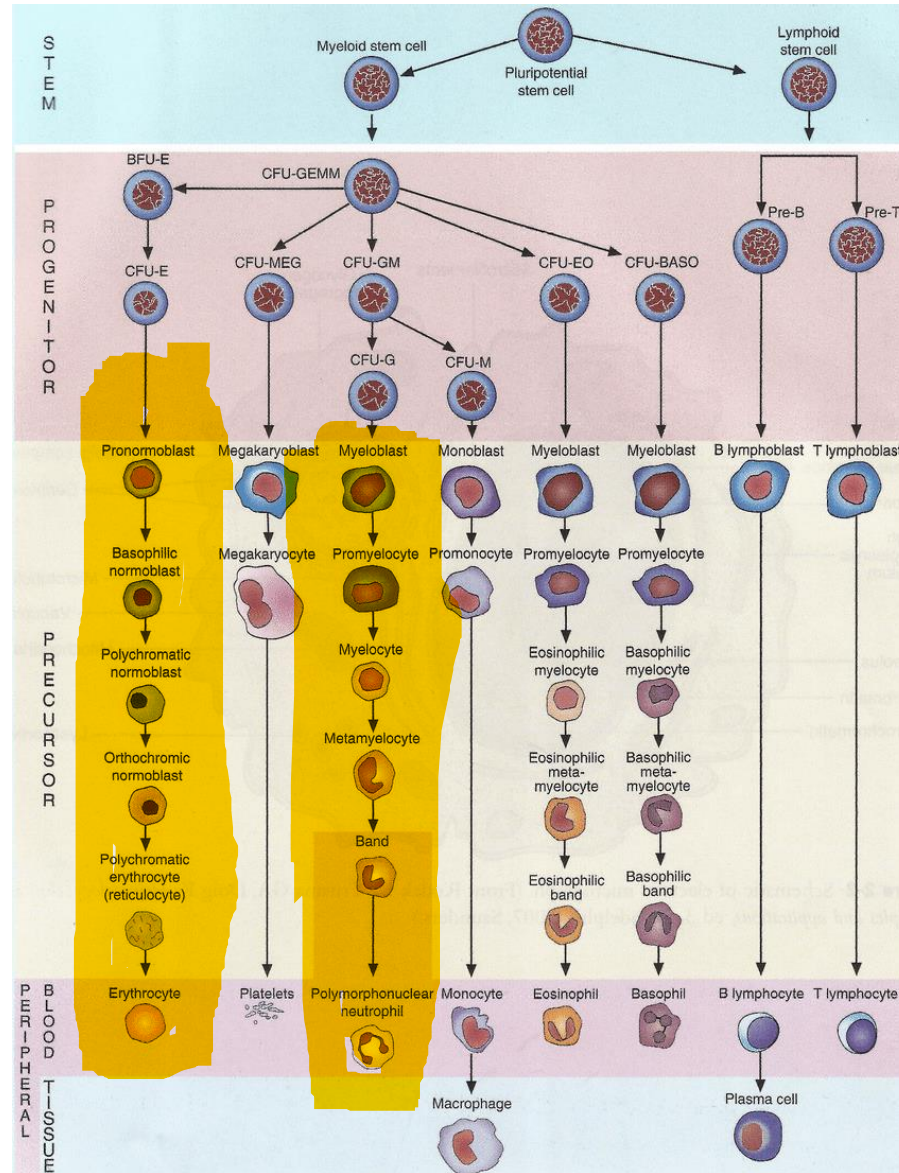 STEM
Myeloid stem cell
Pluripotential
stem cell
Lymphoid
stem cell
PROGENITOR
BFU-E
CFU-GEMM
Pre-B
Pre-T
CFU-E
CFU-MEG
CFU-GM
CFU-EO
CFU-BASO
CFU-G
CFU-M
PRECURSOR
Pronormoblast
Megakaryoblast
Myeloblast
Monoblast
Myeloblast
Myeloblast
B lymphoblast
T lymphoblast
Basophilic
normoblast
Megakaryocyte
Promyelocyte
Promonocyte
Promyelocyte
Promyelocyte
Polychromatic
normoblast
Myelocyte
Eosinophilic
myelocyte
Basophilic
myelocyte
Orthochromic
normoblast
Metamyelocyte
Eosinophilic
meta-
myelocyte
Basophilic
meta-
myelocyte
Polychromatic
erythrocyte
(reticulocyte)
Band
Eosinophilic
band
Basophilic
band
PERIPHERAL
BLOOD
Erythrocyte
Platelets
Polymorphonuclear
neutrophil
Monocyte
Eosinophil
Basophil
B lymphocyte
T lymphocyte
TISSUE
Macrophage
Plasma cell